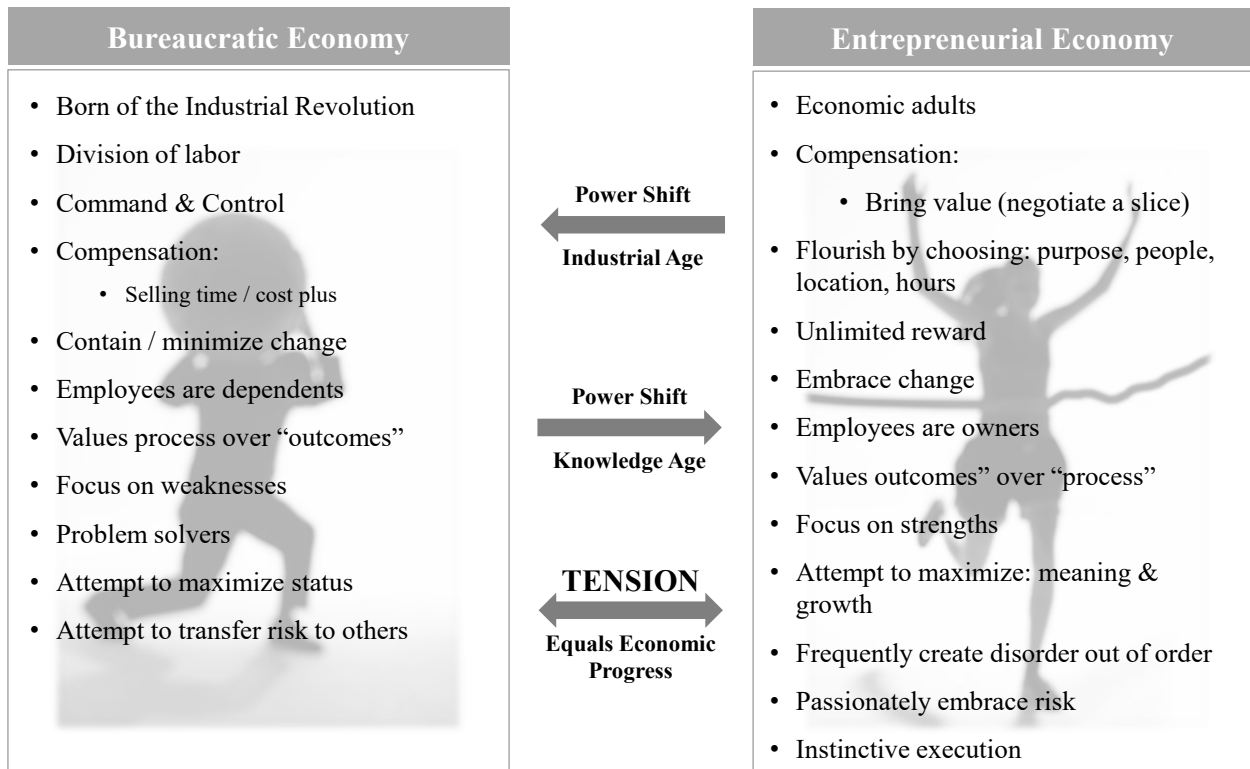 Bureaucratic Economy
• Born of the Industrial Revolution
• Division of labor
• Command & Control
• Compensation:
• Selling time / cost plus
• Contain / minimize change
• Employees are dependents
• Values process over “outcomes”
• Focus on weaknesses
• Problem solvers
• Attempt to maximize status
• Attempt to transfer risk to others
Power Shift
Industrial Age
Power Shift
Knowledge Age
TENSION
Equals Economic
Progress
Entrepreneurial Economy
• Economic adults
• Compensation:
• Bring value (negotiate a slice)
• Flourish by choosing: purpose, people,
location, hours
• Unlimited reward
• Embrace change
• Employees are owners
• Values outcomes” over “process”
• Focus on strengths
• Attempt to maximize: meaning &
growth
• Frequently create disorder out of order
• Passionately embrace risk
• Instinctive execution